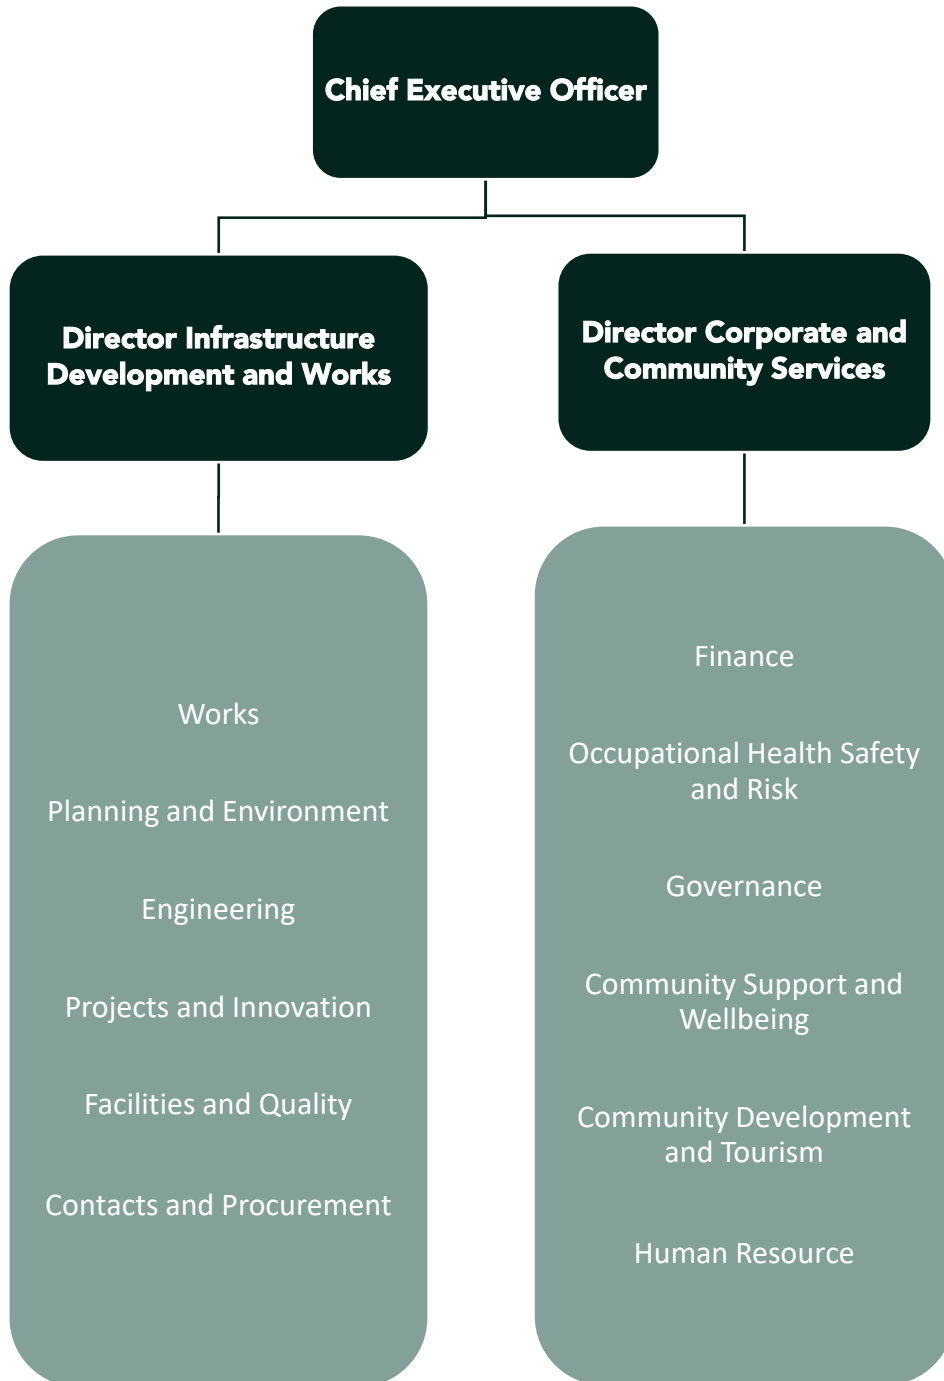 Chief Executive Officer
Director Infrastructure
Development and Works
Director Corporate and
Community Services
Works
Planning and Environment
Engineering
Projects and Innovation
Facilities and Quality
Contacts and Procurement
Finance
Occupational Health Safety
and Risk
Governance
Community Support and
Wellbeing
Community Development
and Tourism
Human Resource